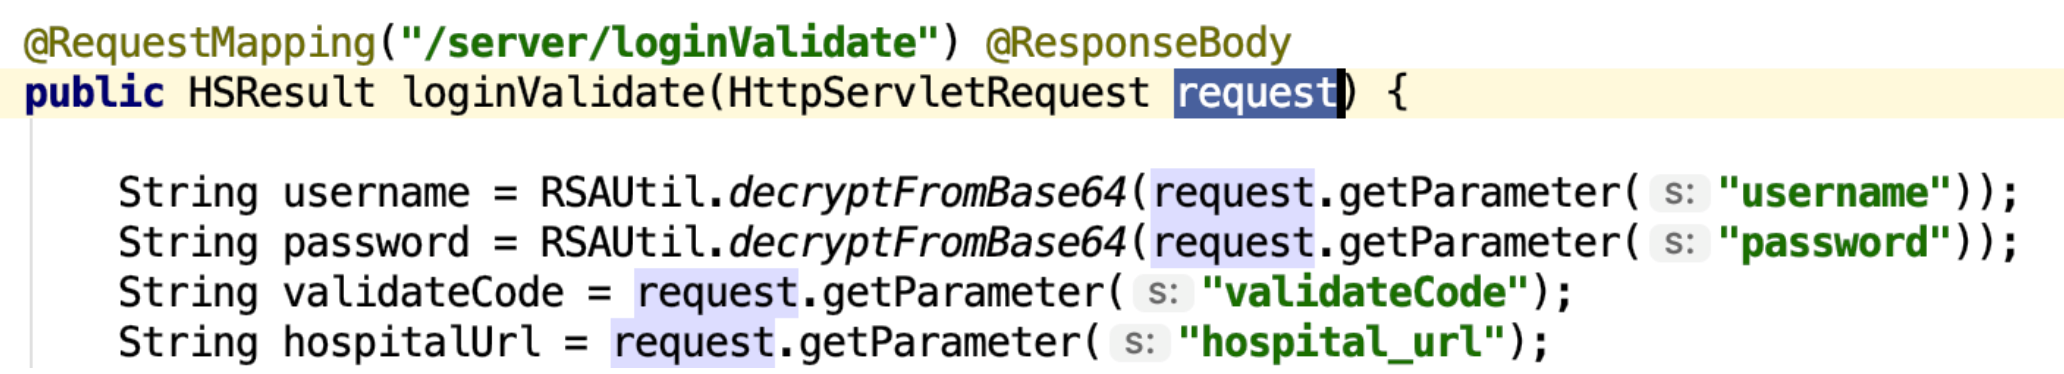 @RequestMapping("/server/loginValidate") @ResponseBody
public HSResult loginValidate(HttpServletRequest request) {
String username = RSAUtil.decryptFromBase64(request.getParameter( s: "username"));
String password = RSAUtil.decryptFromBase64(request.getParameter( s: "password"));
String validateCode = request.getParameter( s: "validateCode");
String hospitalUrl = request.getParameter( s: "hospital_url");